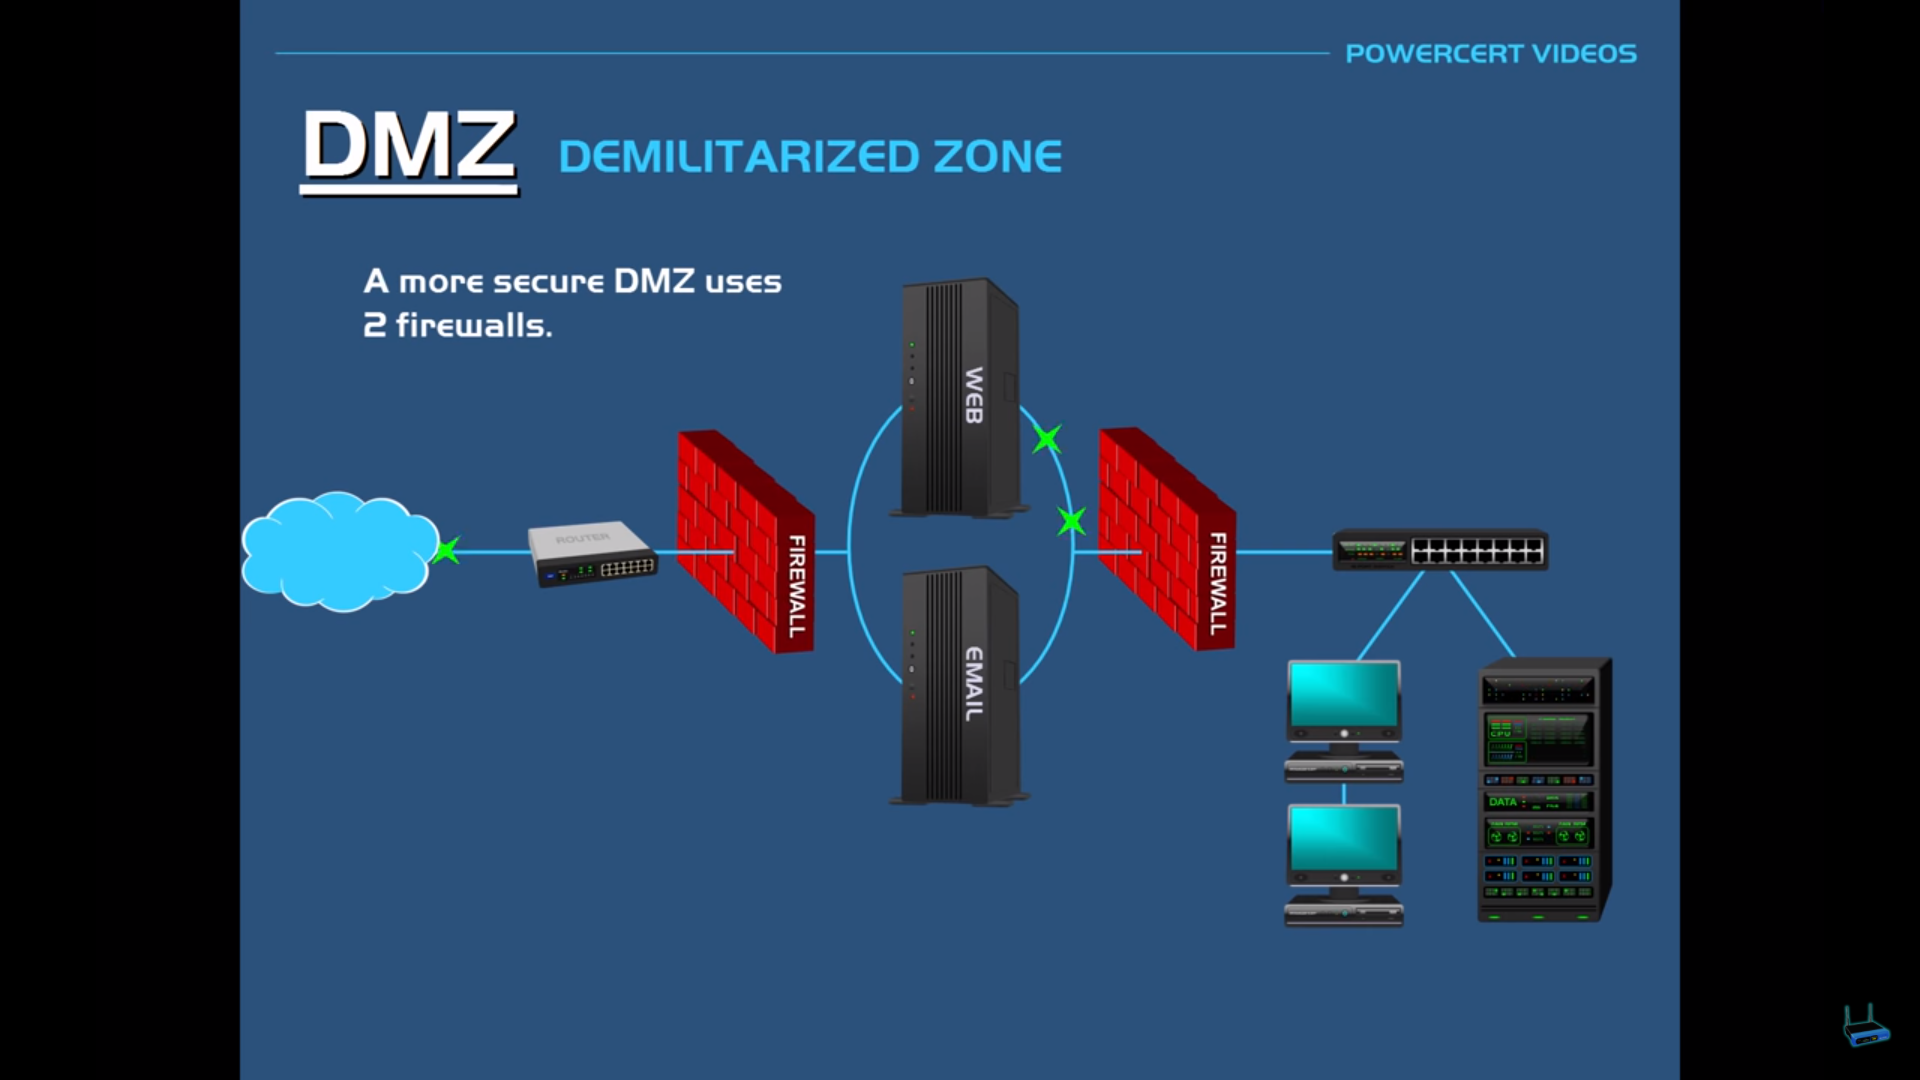 POWERCERT VIDEOS
DMZ DEMILITARIZED ZONE
A more secure DMZ uses
2 firewalls.
WEB
ROUTER
FIREWALL
FIREWALL
EMAIL
CPU
DATA